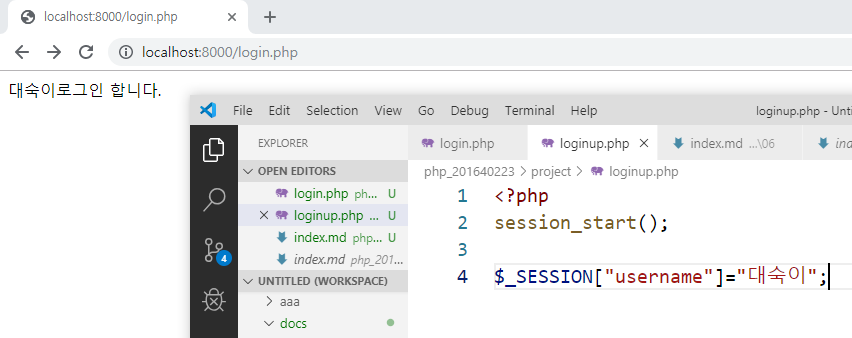 localhost:8000/login.php
localhost:8000/login.php
대숙이로그인 합니다.
File Edit Selection View Go Debug Terminal Help loginup.php - Unti
EXPLORER
login.php loginup.php index.md ...\06 ind
OPEN EDITORS
php_201640223 > project > loginup.php
login.php ph... U
loginup.php ... U
index.md php... U
index.md php_201...
4
UNTITLED (WORKSPACE)
aaa
docs
1 <?php
2 session_start();
3
4 $_SESSION["username"]="대숙이";